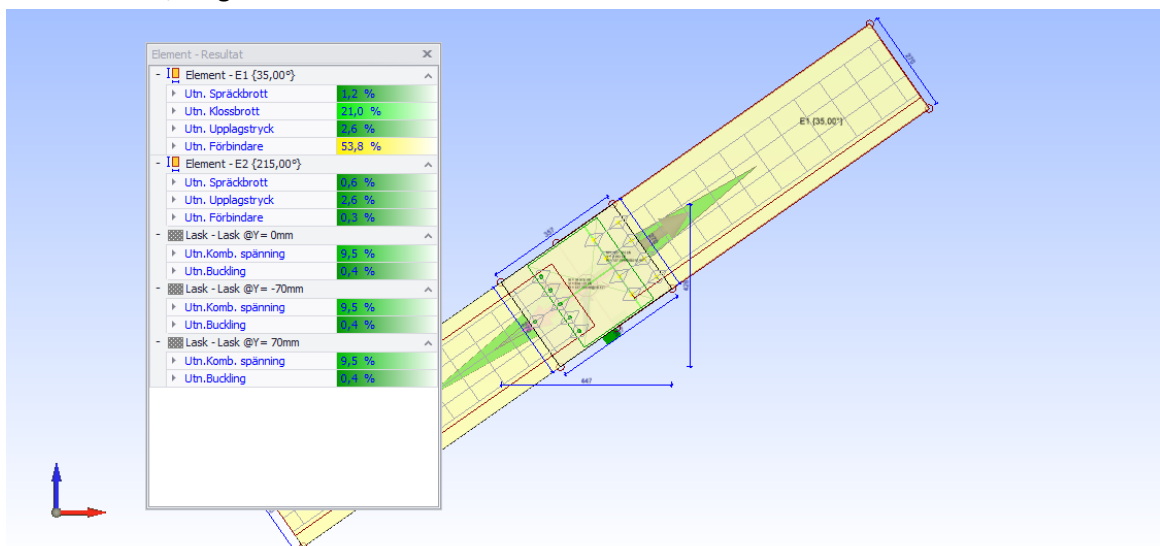 Element - Resultat
Element - E1 {35,00°}
Utn. Spräckbrott 1,2 %
Utn. Klossbrott 21,0 %
Utn. Upplagstryck 2,6 %
Utn. Förbindare 53,8 %
Element - E2 {215,00°}
Utn. Spräckbrott 0,6 %
Utn. Upplagstryck 2,6 %
Utn. Förbindare 0,3 %
Lask - Lask @Y= 0mm
Utn.Komb. spänning 9,5 %
Utn.Buckling 0,4 %
Lask - Lask @Y= -70mm
Utn.Komb. spänning 9,5 %
Utn.Buckling 0,4 %
Lask - Lask @Y= 70mm
Utn.Komb. spänning 9,5 %
Utn.Buckling 0,4 %
E1 {35,00°}
647